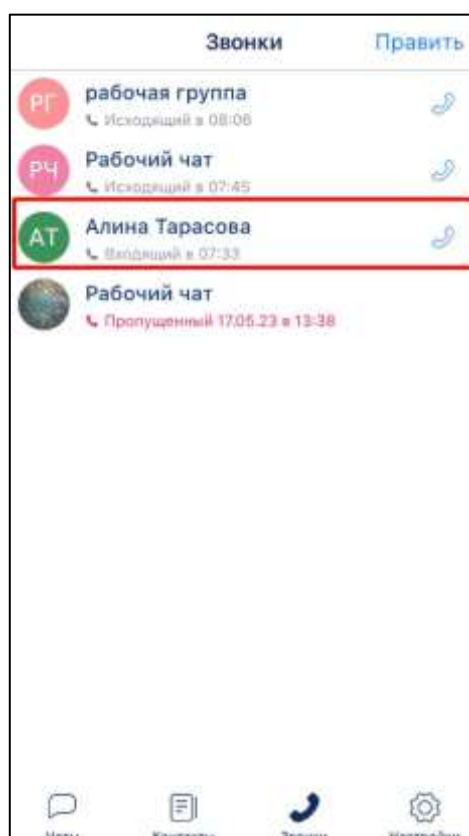 Звонки
Править
РГ
рабочая группа
Исходящий в 08:06
РЧ
Рабочий чат
Исходящий в 07:45
АТ
Алина Тарасова
Входящий в 07:33
Рабочий чат
Пропущенный 17.05.23 в 13:38